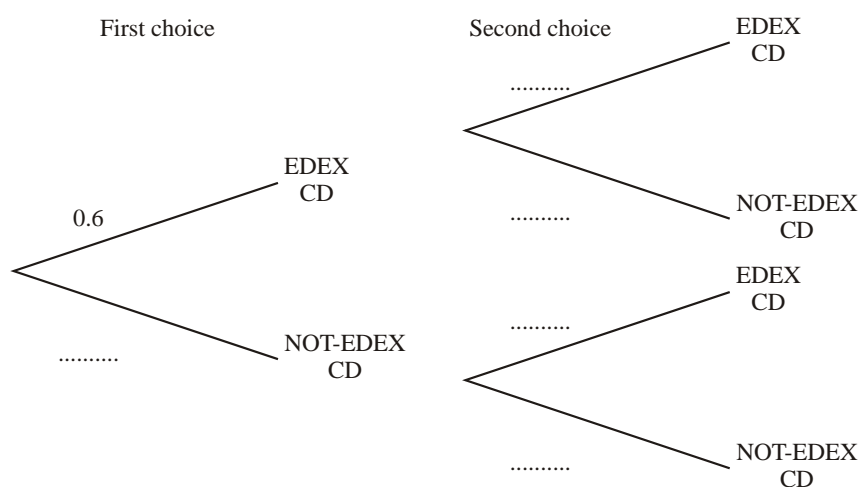 First choice
Second choice
EDEX
CD
..........
EDEX
CD
0.6
NOT-EDEX
CD
..........
EDEX
CD
..........
NOT-EDEX
CD
..........
NOT-EDEX
CD
..........